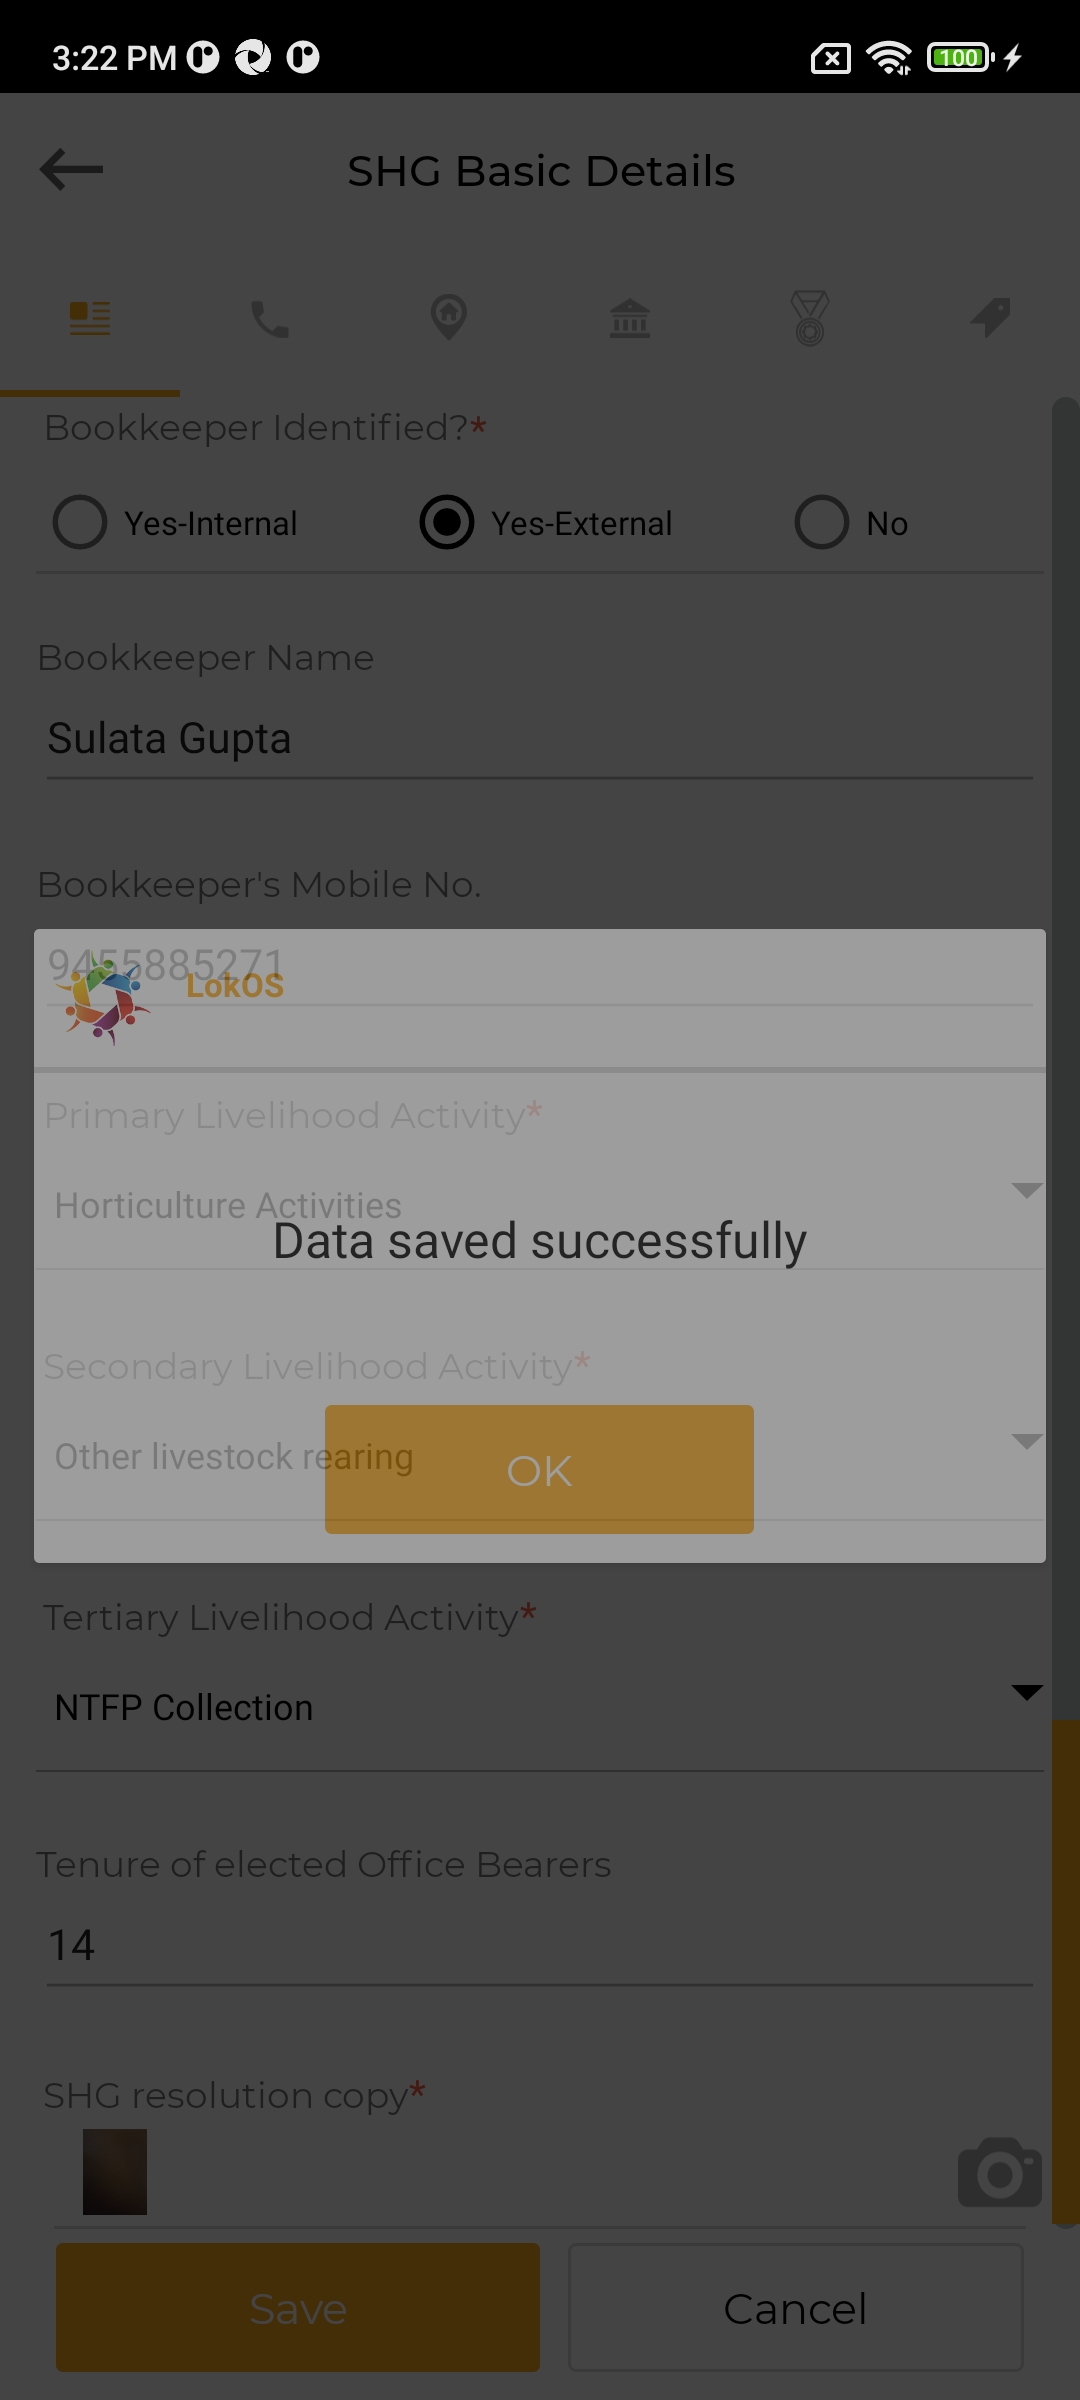 3:22 PM
100
SHG Basic Details
Bookkeeper Identified?*
Yes-Internal Yes-External No
Bookkeeper Name
Sulata Gupta
Bookkeeper's Mobile No.
9455885271
LokOS
Primary Livelihood Activity*
Horticulture Activities
Data saved successfully
Secondary Livelihood Activity*
Other livestock rearing
OK
Tertiary Livelihood Activity*
NTFP Collection
Tenure of elected Office Bearers
14
SHG resolution copy*
Save Cancel